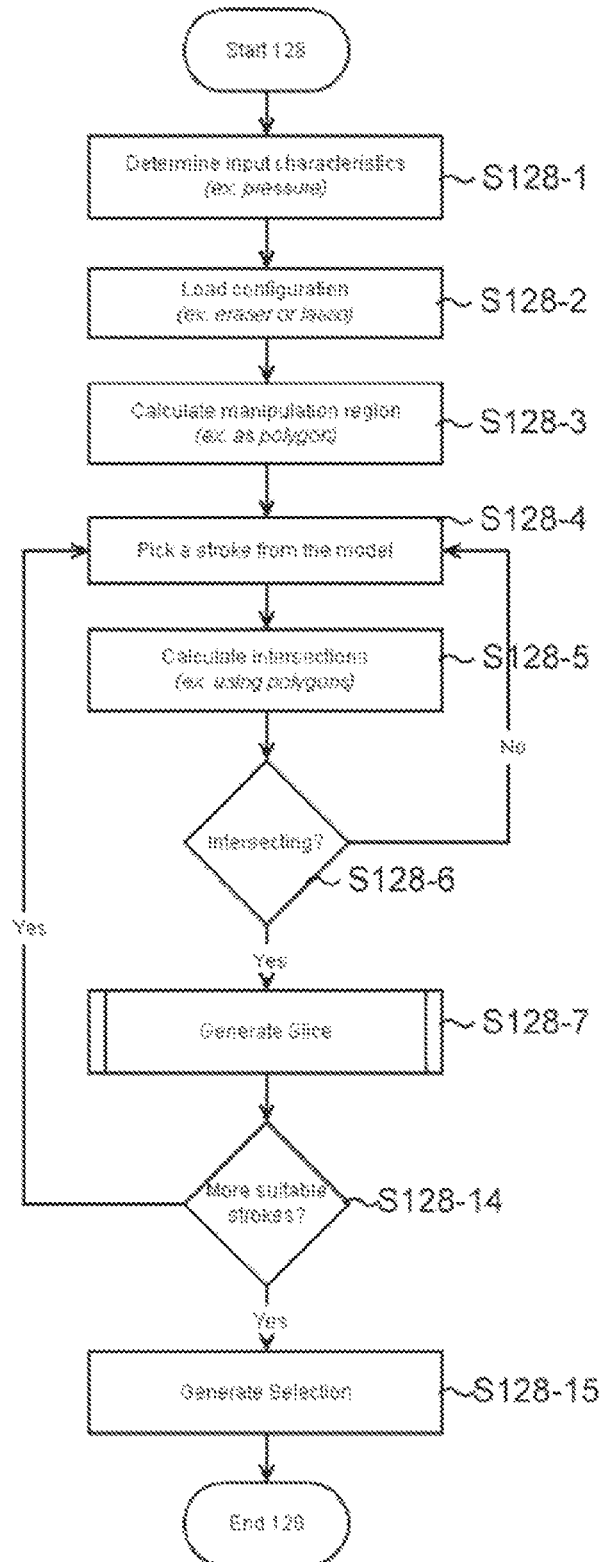 Start 128
Determine input characteristics
(ex. pressure)
S128-1
Load configuration
(ex. eraser or lasso)
S128-2
Calculate manipulation region
(ex. as polygon)
S128-3
Pick a stroke from the model
S128-4
Calculate intersections
(ex. using polygons)
S128-5
No
Intersecting?
S128-6
Yes
Yes
Generate Slice
S128-7
More suitable
strokes?
S128-14
Yes
Generate Selection
S128-15
End 128